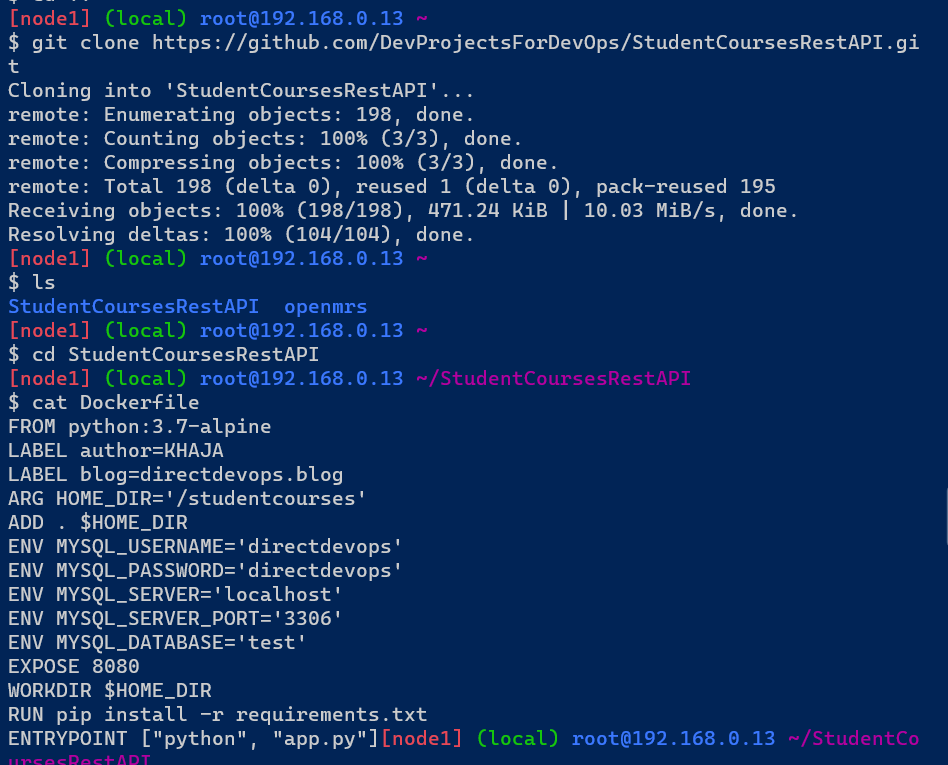 [node1] (local) root@192.168.0.13 ~
$ git clone https://github.com/DevProjectsForDevOps/StudentCoursesRestAPI.gi
t
Cloning into 'StudentCoursesRestAPI'...
remote: Enumerating objects: 198, done.
remote: Counting objects: 100% (3/3), done.
remote: Compressing objects: 100% (3/3), done.
remote: Total 198 (delta 0), reused 1 (delta 0), pack-reused 195
Receiving objects: 100% (198/198), 471.24 KiB | 10.03 MiB/s, done.
Resolving deltas: 100% (104/104), done.
[node1] (local) root@192.168.0.13 ~
$ ls
StudentCoursesRestAPI  openmrs
[node1] (local) root@192.168.0.13 ~
$ cd StudentCoursesRestAPI
[node1] (local) root@192.168.0.13 ~/StudentCoursesRestAPI
$ cat Dockerfile
FROM python:3.7-alpine
LABEL author=KHAJA
LABEL blog=directdevops.blog
ARG HOME_DIR='/studentcourses'
ADD . $HOME_DIR
ENV MYSQL_USERNAME='directdevops'
ENV MYSQL_PASSWORD='directdevops'
ENV MYSQL_SERVER='localhost'
ENV MYSQL_SERVER_PORT='3306'
ENV MYSQL_DATABASE='test'
EXPOSE 8080
WORKDIR $HOME_DIR
RUN pip install -r requirements.txt
ENTRYPOINT ["python", "app.py"][node1] (local) root@192.168.0.13 ~/StudentCo
ursesRestAPI